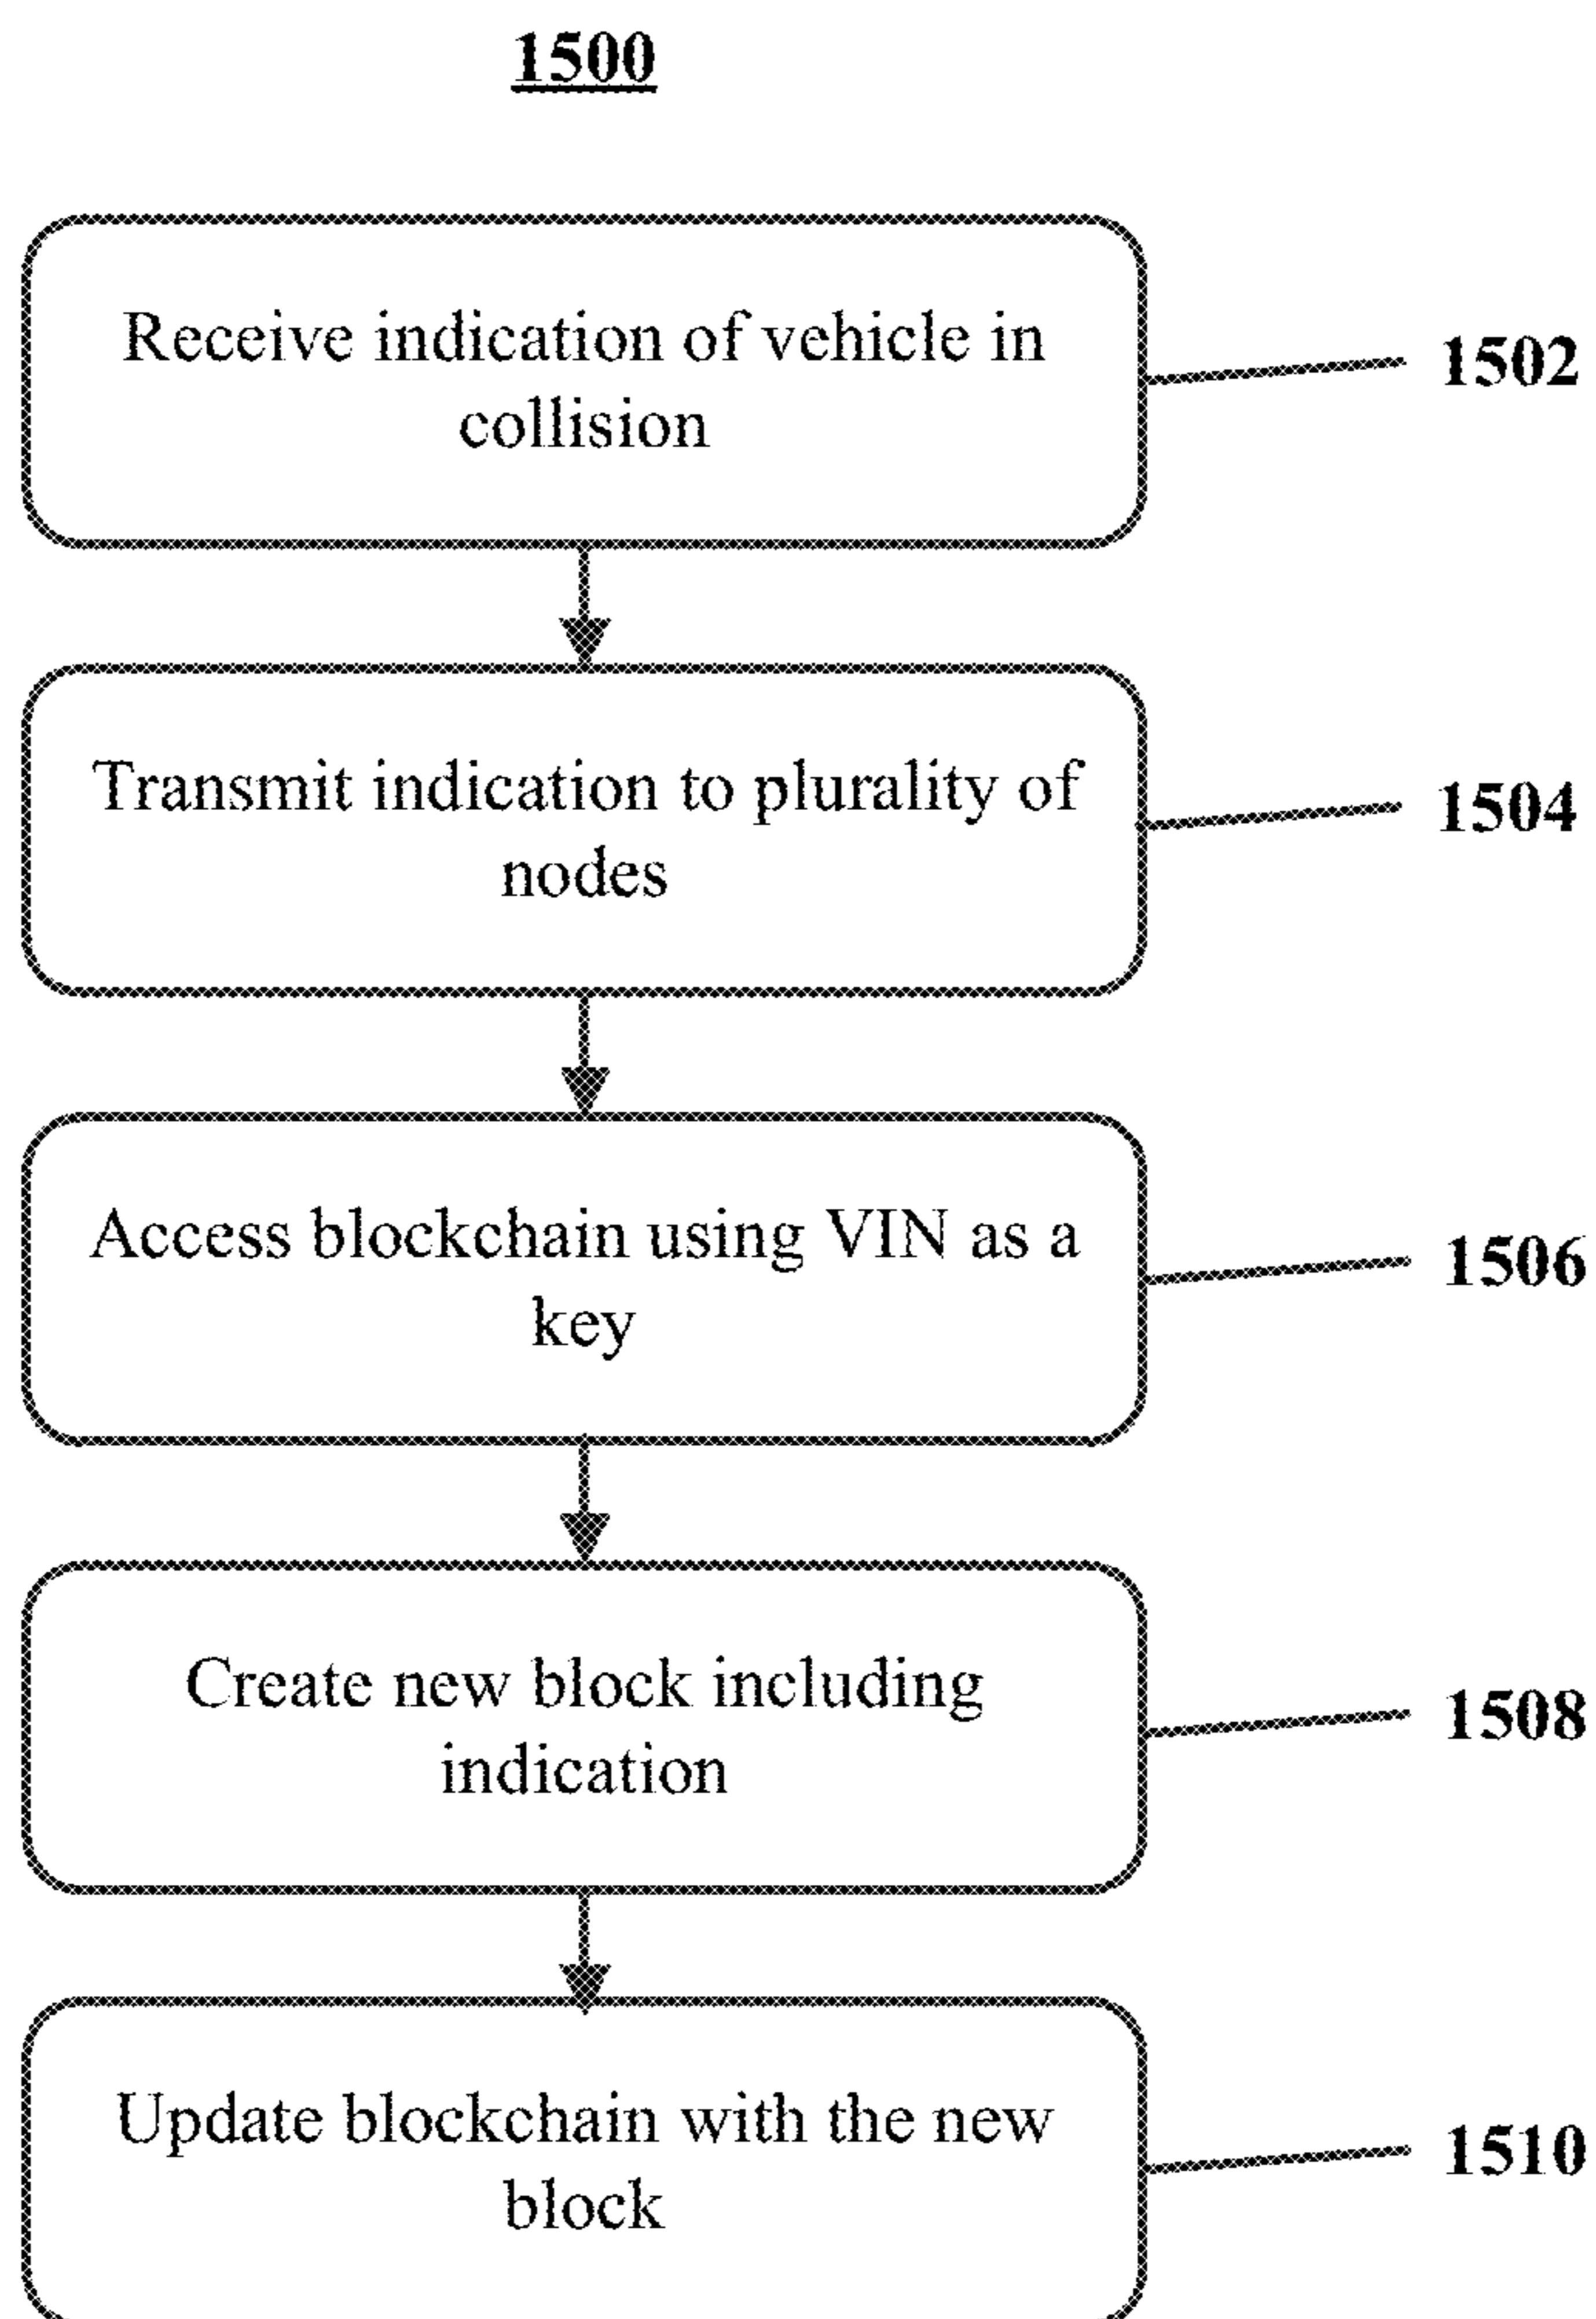 1500
Receive indication of vehicle in
collision
1502
Transmit indication to plurality of
nodes
1504
Access blockchain using VIN as a
key
1506
Create new block including
indication
1508
Update blockchain with the new
block
1510